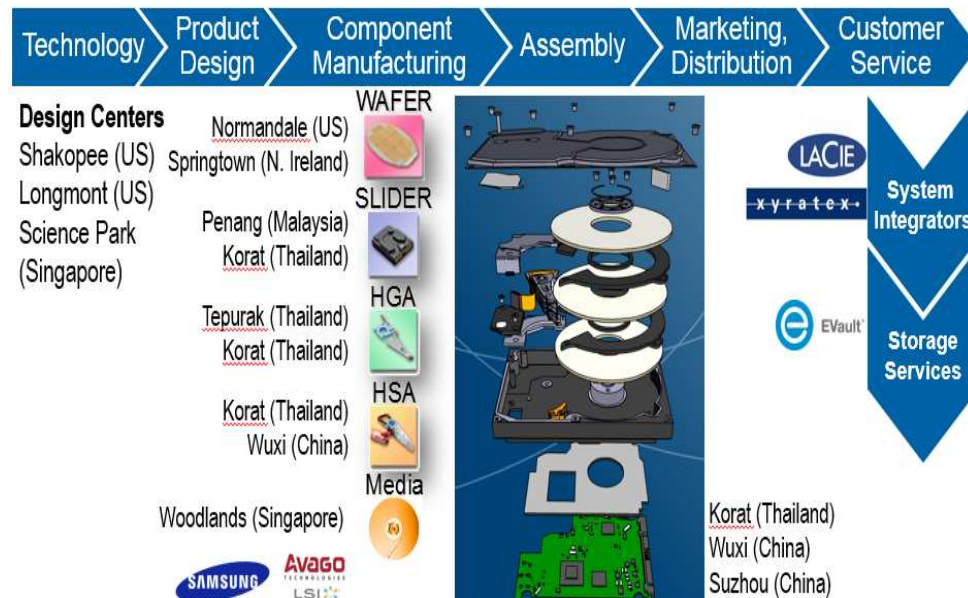 Technology
Product
Design
Component
Manufacturing
Assembly
Marketing,
Distribution
Customer
Service
Design Centers
Shakopee (US)
Longmont (US)
Science Park
(Singapore)
WAFER
Normandale (US)
Springtown (N. Ireland)
SLIDER
Penang (Malaysia)
Korat (Thailand)
HGA
Tepurak (Thailand)
Korat (Thailand)
HSA
Korat (Thailand)
Wuxi (China)
Media
Woodlands (Singapore)
SAMSUNG
AVAGO
TECHNOLOGIES
LSI
LACIE
xyratex
System
Integrators
EVault
Storage
Services
Korat (Thailand)
Wuxi (China)
Suzhou (China)